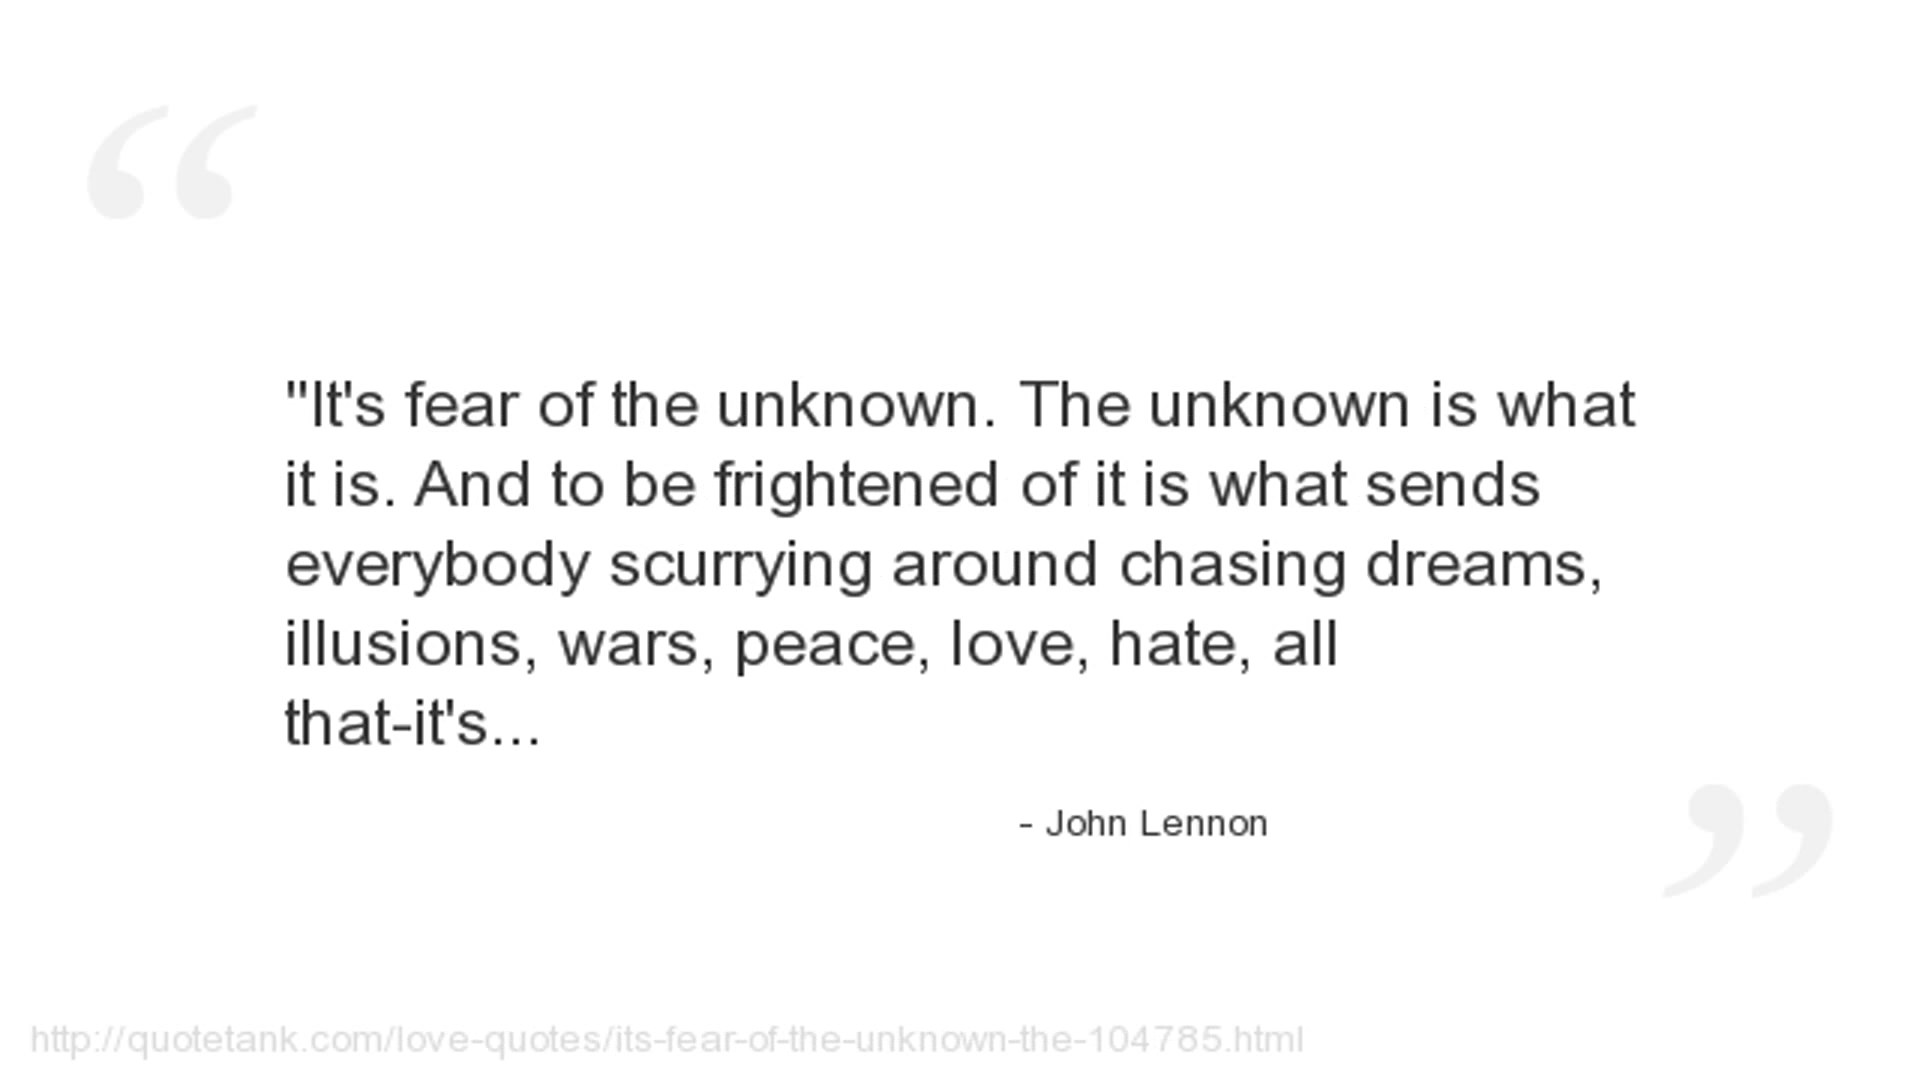 "It's fear of the unknown. The unknown is what
it is. And to be frightened of it is what sends
everybody scurrying around chasing dreams,
illusions, wars, peace, love, hate, all
that-it's...
- John Lennon
http://quotetank.com/love-quotes/its-fear-of-the-unknown-the-104785.html